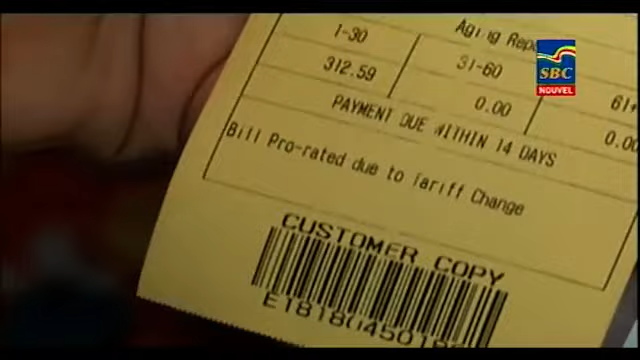 Aging Repo
1-30 31-60 61+
312.59 0.00 0.00
PAYMENT DUE WITHIN 14 DAYS
Bill Pro-rated due to Tariff Change
CUSTOMER COPY
SBC
NOUVEL